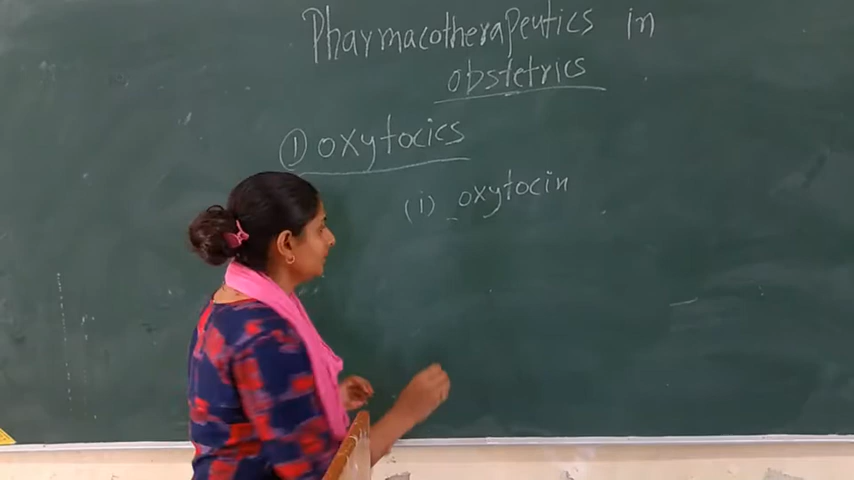 Pharmacotherapeutics in
obstetrics
① oxytocics
(i) oxytocin